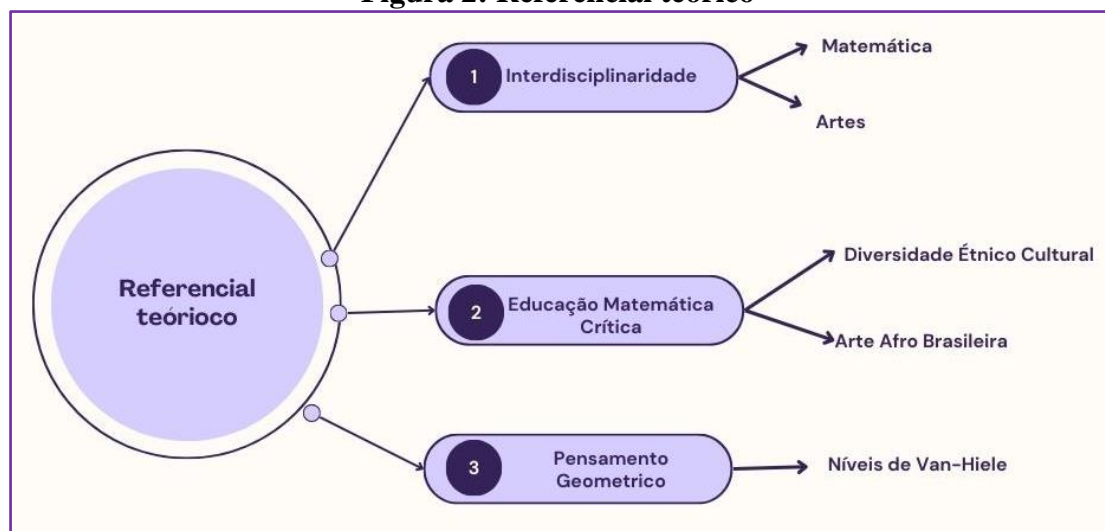 Figura 2: Referencial teórico
1 Interdisciplinaridade
Matemática
Artes
Referencial
teórioco
2 Educação Matemática
Crítica
Diversidade Étnico Cultural
Arte Afro Brasileira
3 Pensamento
Geometrico
Níveis de Van-Hiele